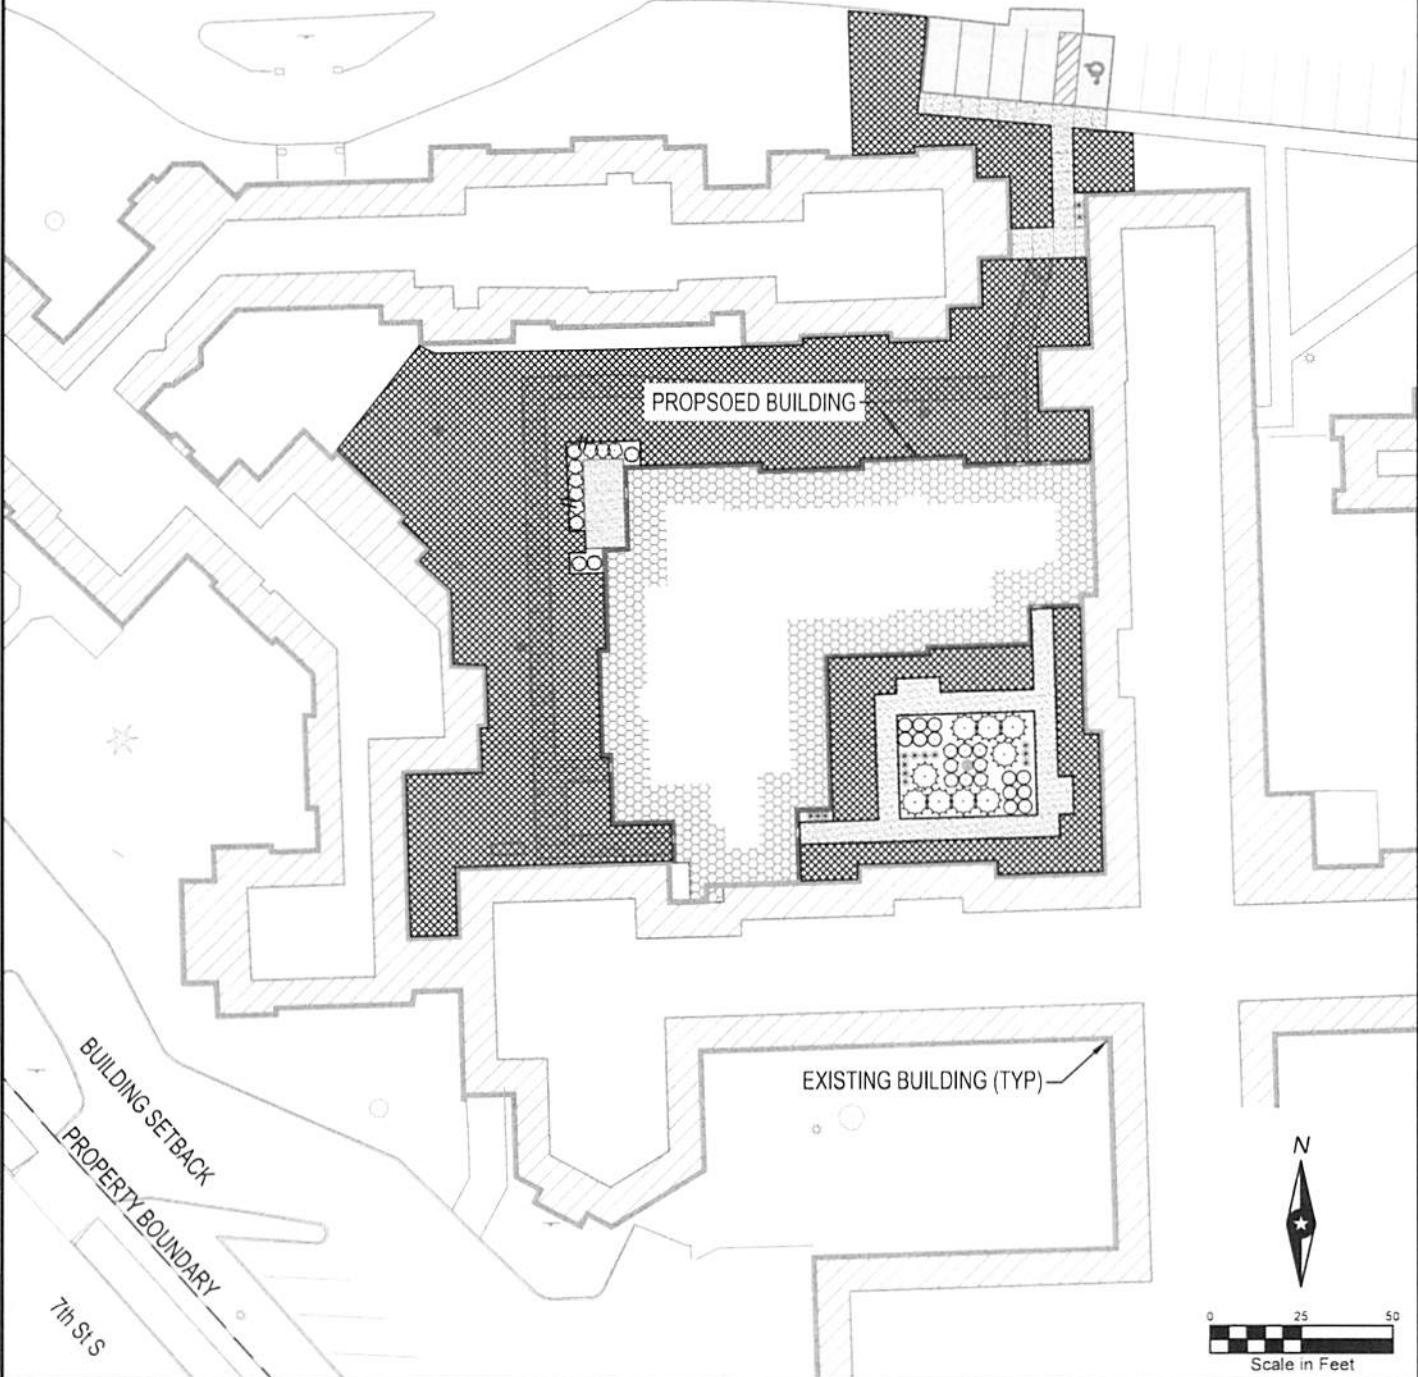 PROPSOED BUILDING
EXISTING BUILDING (TYP)
BUILDING SETBACK
PROPERTY BOUNDARY
7th St S
N
0 25 50
Scale in Feet